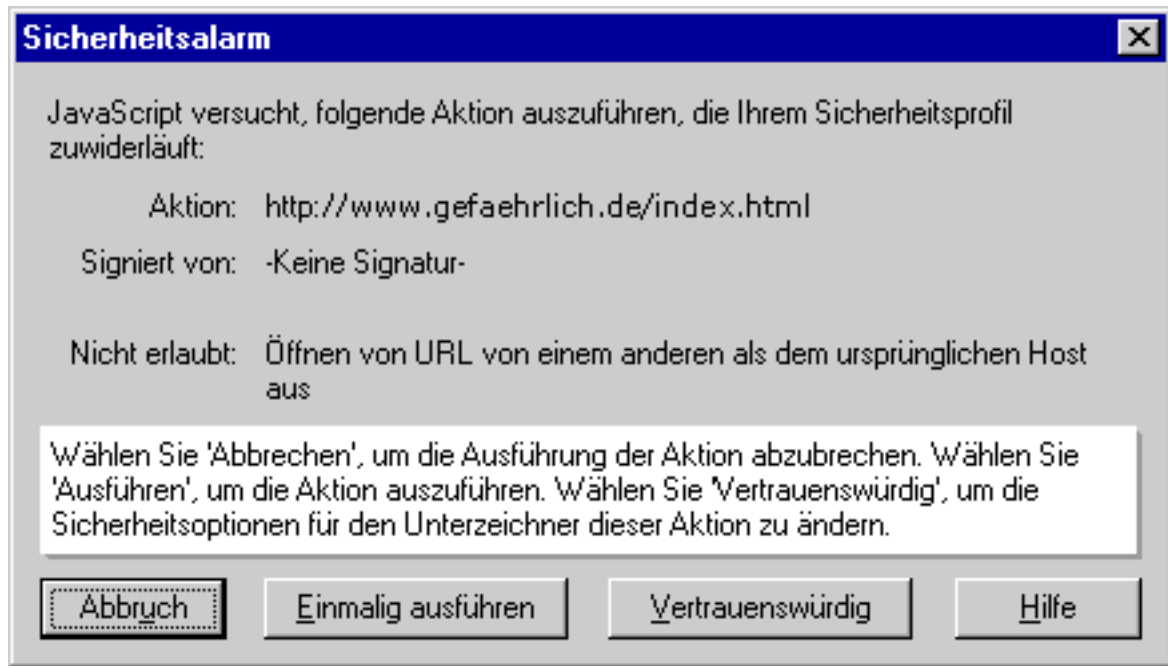 Sicherheitsalarm
JavaScript versucht, folgende Aktion auszuführen, die Ihrem Sicherheitsprofil
zuwiderläuft:
Aktion: http://www.gefaehrlich.de/index.html
Signiert von: -Keine Signatur-
Nicht erlaubt: Öffnen von URL von einem anderen als dem ursprünglichen Host
aus
Wählen Sie 'Abbrechen', um die Ausführung der Aktion abzubrechen. Wählen Sie
'Ausführen', um die Aktion auszuführen. Wählen Sie 'Vertrauenswürdig', um die
Sicherheitsoptionen für den Unterzeichner dieser Aktion zu ändern.
Abbruch Einmalig ausführen Vertrauenswürdig Hilfe